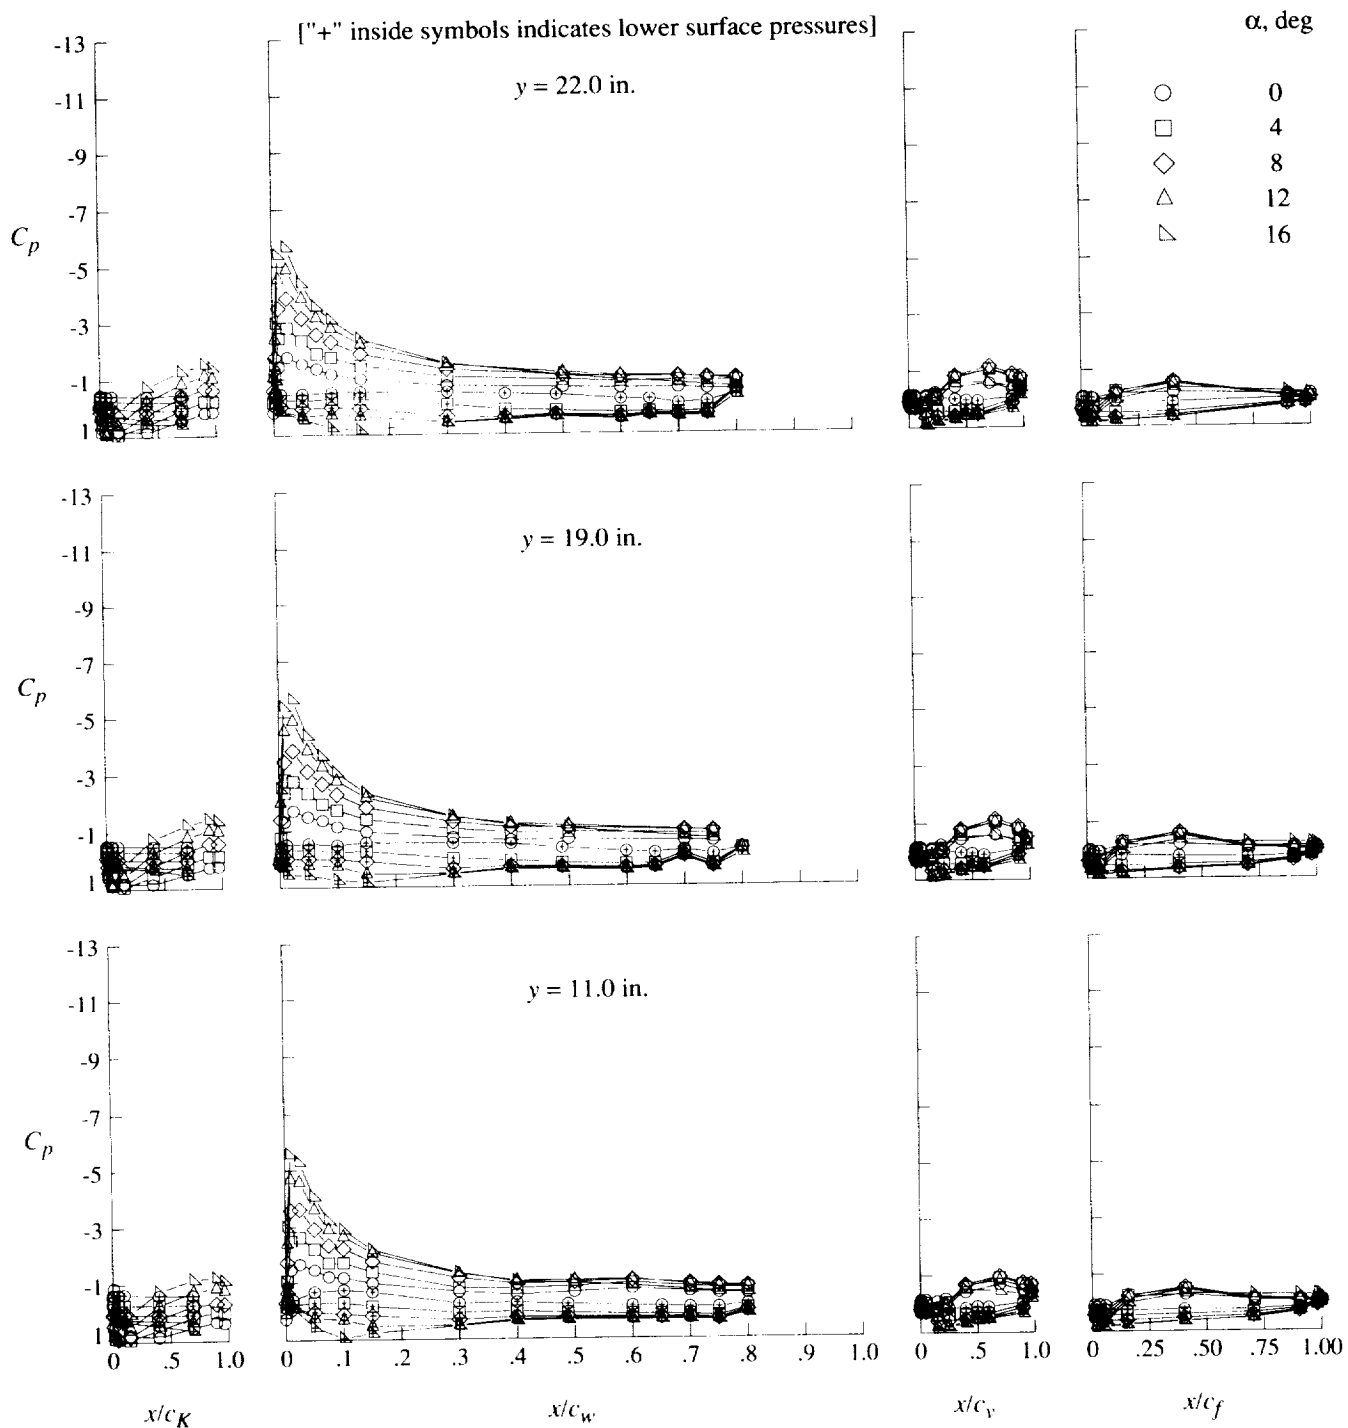 ["+" inside symbols indicates lower surface pressures]
α, deg
0
4
8
12
16
y = 22.0 in.
-13
-11
-9
-7
-5
-3
-1
1
C_p
y = 19.0 in.
-13
-11
-9
-7
-5
-3
-1
1
C_p
y = 11.0 in.
-13
-11
-9
-7
-5
-3
-1
1
C_p
0 .5 1.0 0 .1 .2 .3 .4 .5 .6 .7 .8 .4 1.0 0 .5 1.0 0 .25 .50 .75 1.00
x/c_K x/c_w x/c_v x/c_f